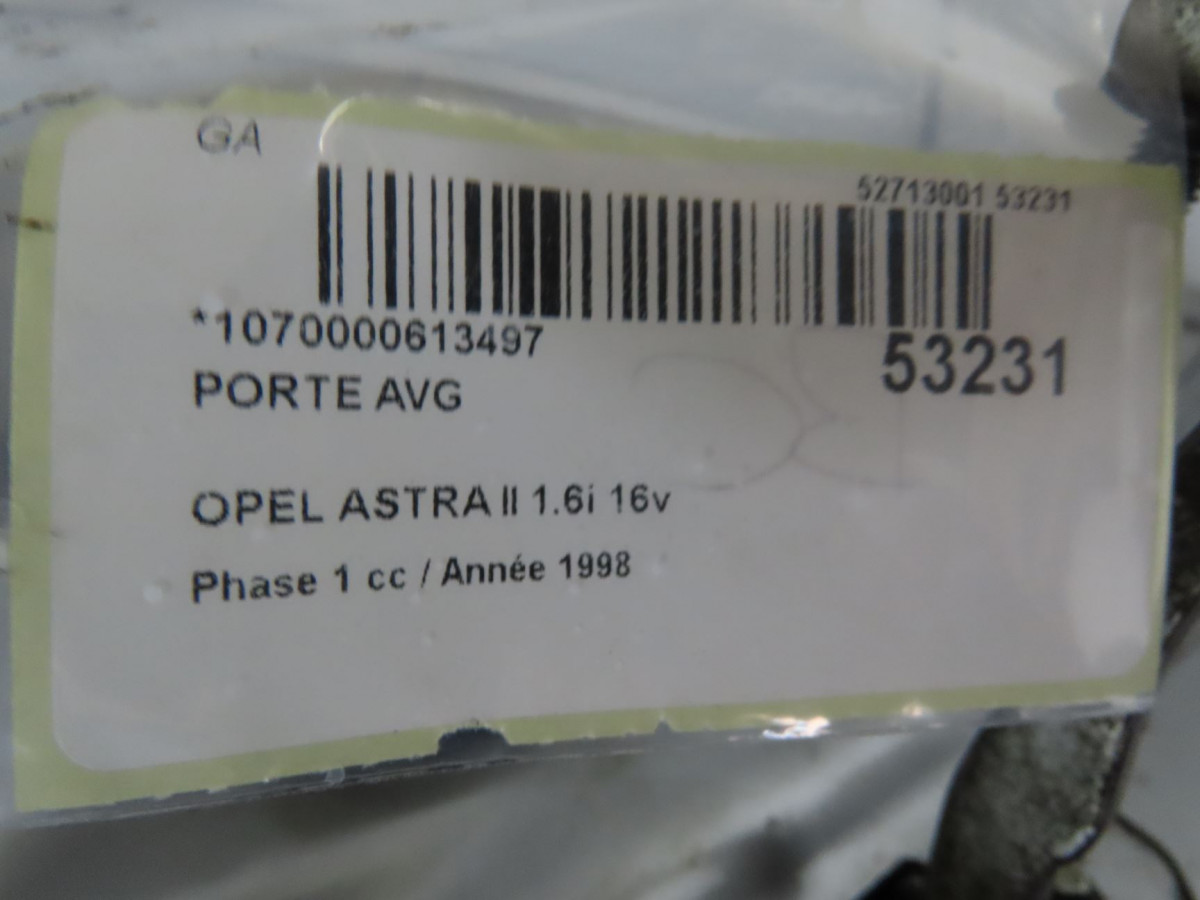 GA
52713001 53231
*1070000613497
53231
PORTE AVG
OPEL ASTRA II 1.6i 16v
Phase 1 cc / Année 1998